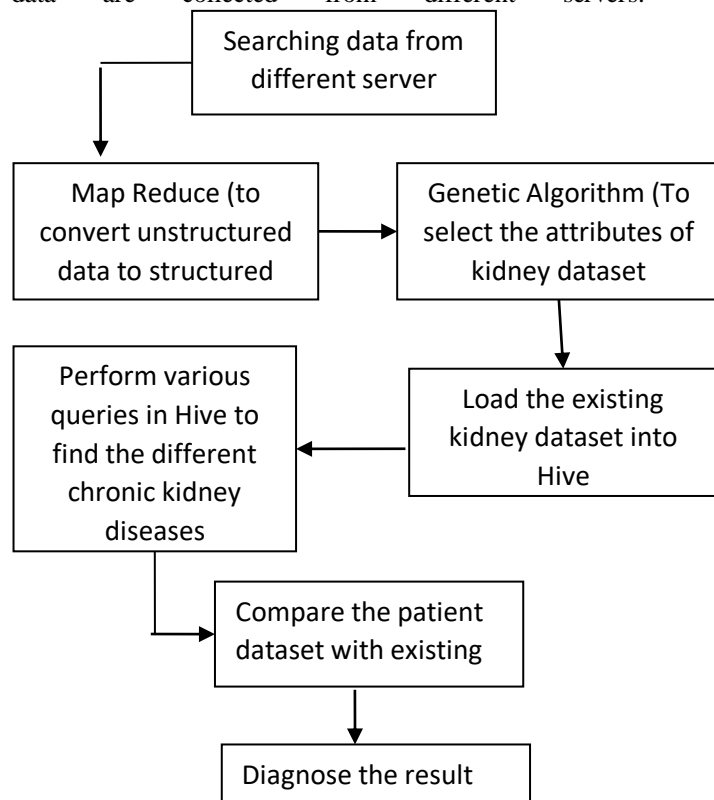 data are collected from different servers.
Searching data from
different server
Map Reduce (to
convert unstructured
data to structured
Genetic Algorithm (To
select the attributes of
kidney dataset
Load the existing
kidney dataset into
Hive
Perform various
queries in Hive to
find the different
chronic kidney
diseases
Compare the patient
dataset with existing
Diagnose the result